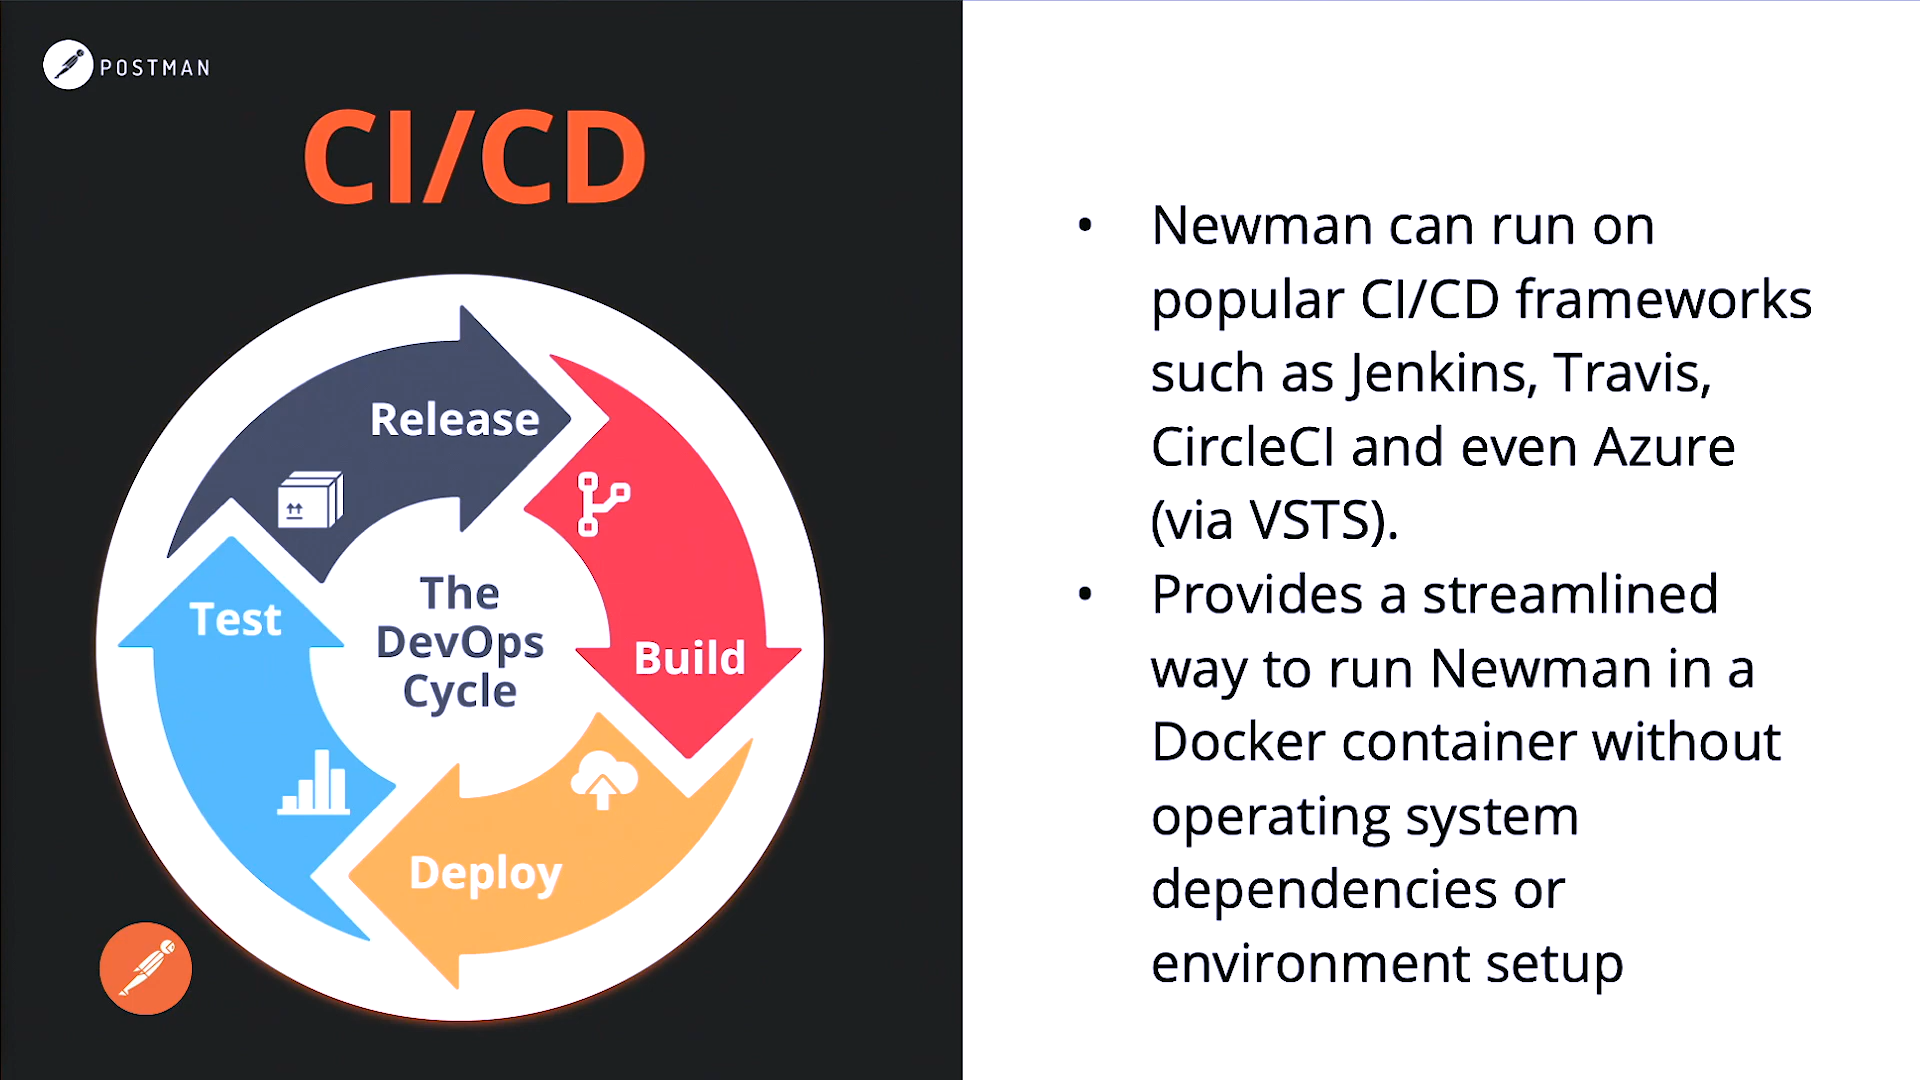 POSTMAN
CI/CD
Release
Build
The
DevOps
Cycle
Test
Deploy
• Newman can run on
popular CI/CD frameworks
such as Jenkins, Travis,
CircleCI and even Azure
(via VSTS).
• Provides a streamlined
way to run Newman in a
Docker container without
operating system
dependencies or
environment setup